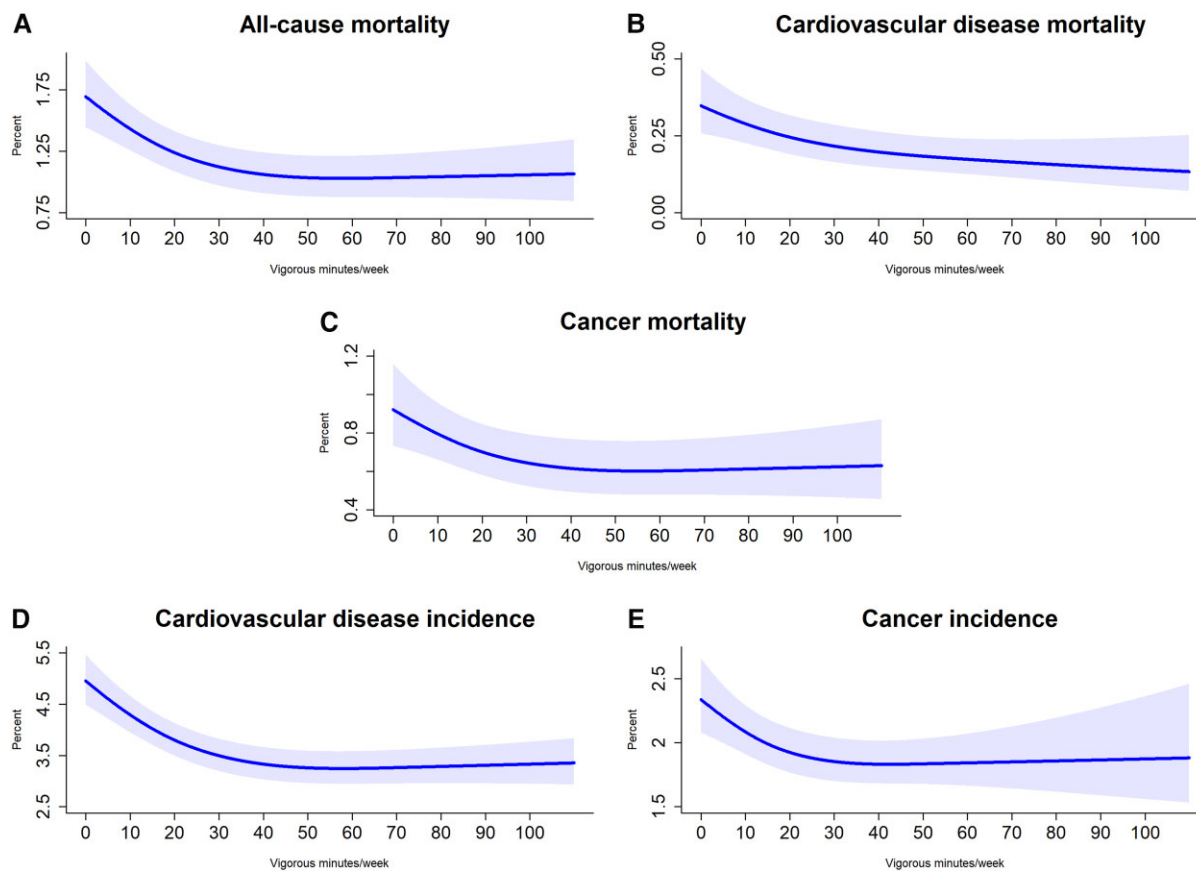 A All-cause mortality
Percent
1.75
1.25
0.75
0 10 20 30 40 50 60 70 80 90 100
Vigorous minutes/week
B Cardiovascular disease mortality
Percent
0.50
0.25
0.00
0 10 20 30 40 50 60 70 80 90 100
Vigorous minutes/week
C Cancer mortality
Percent
1.2
0.8
0.4
0 10 20 30 40 50 60 70 80 90 100
Vigorous minutes/week
D Cardiovascular disease incidence
Percent
5.5
4.5
3.5
2.5
0 10 20 30 40 50 60 70 80 90 100
Vigorous minutes/week
E Cancer incidence
Percent
2.5
2
1.5
0 10 20 30 40 50 60 70 80 90 100
Vigorous minutes/week